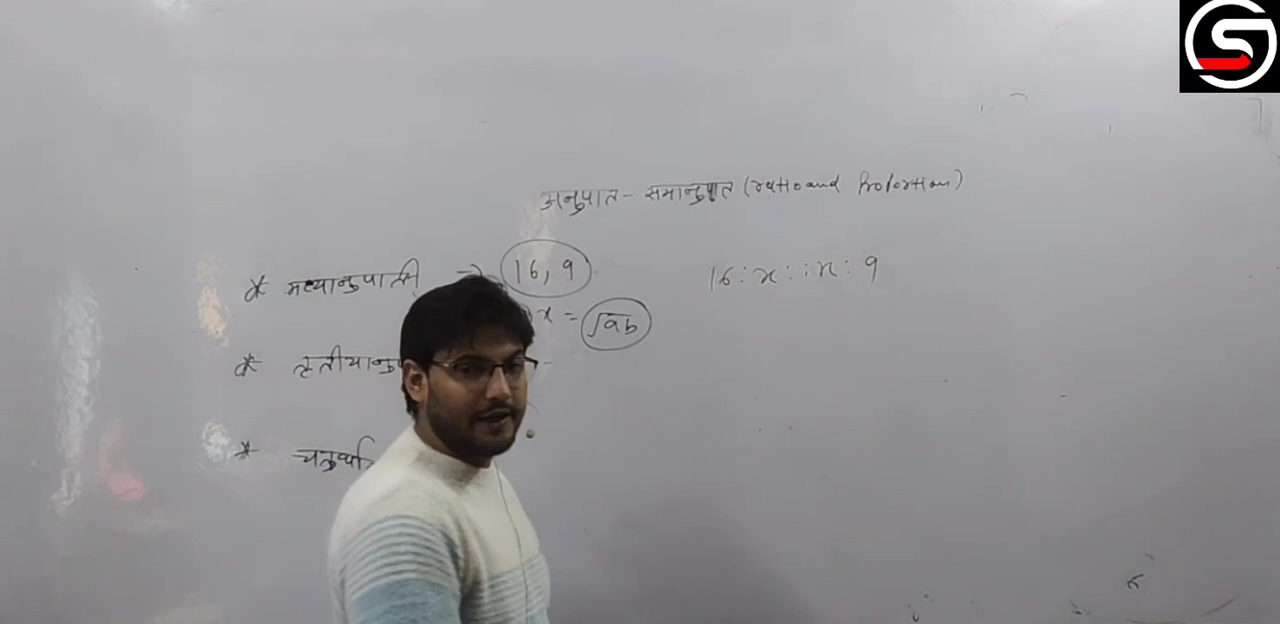 अनुपात - समानुपात (ratio and Proportion)
* मध्यानुपाती → 16, 9 16 : x :: x : 9
x = √ab
* तृतीयानु
* चतुर्था